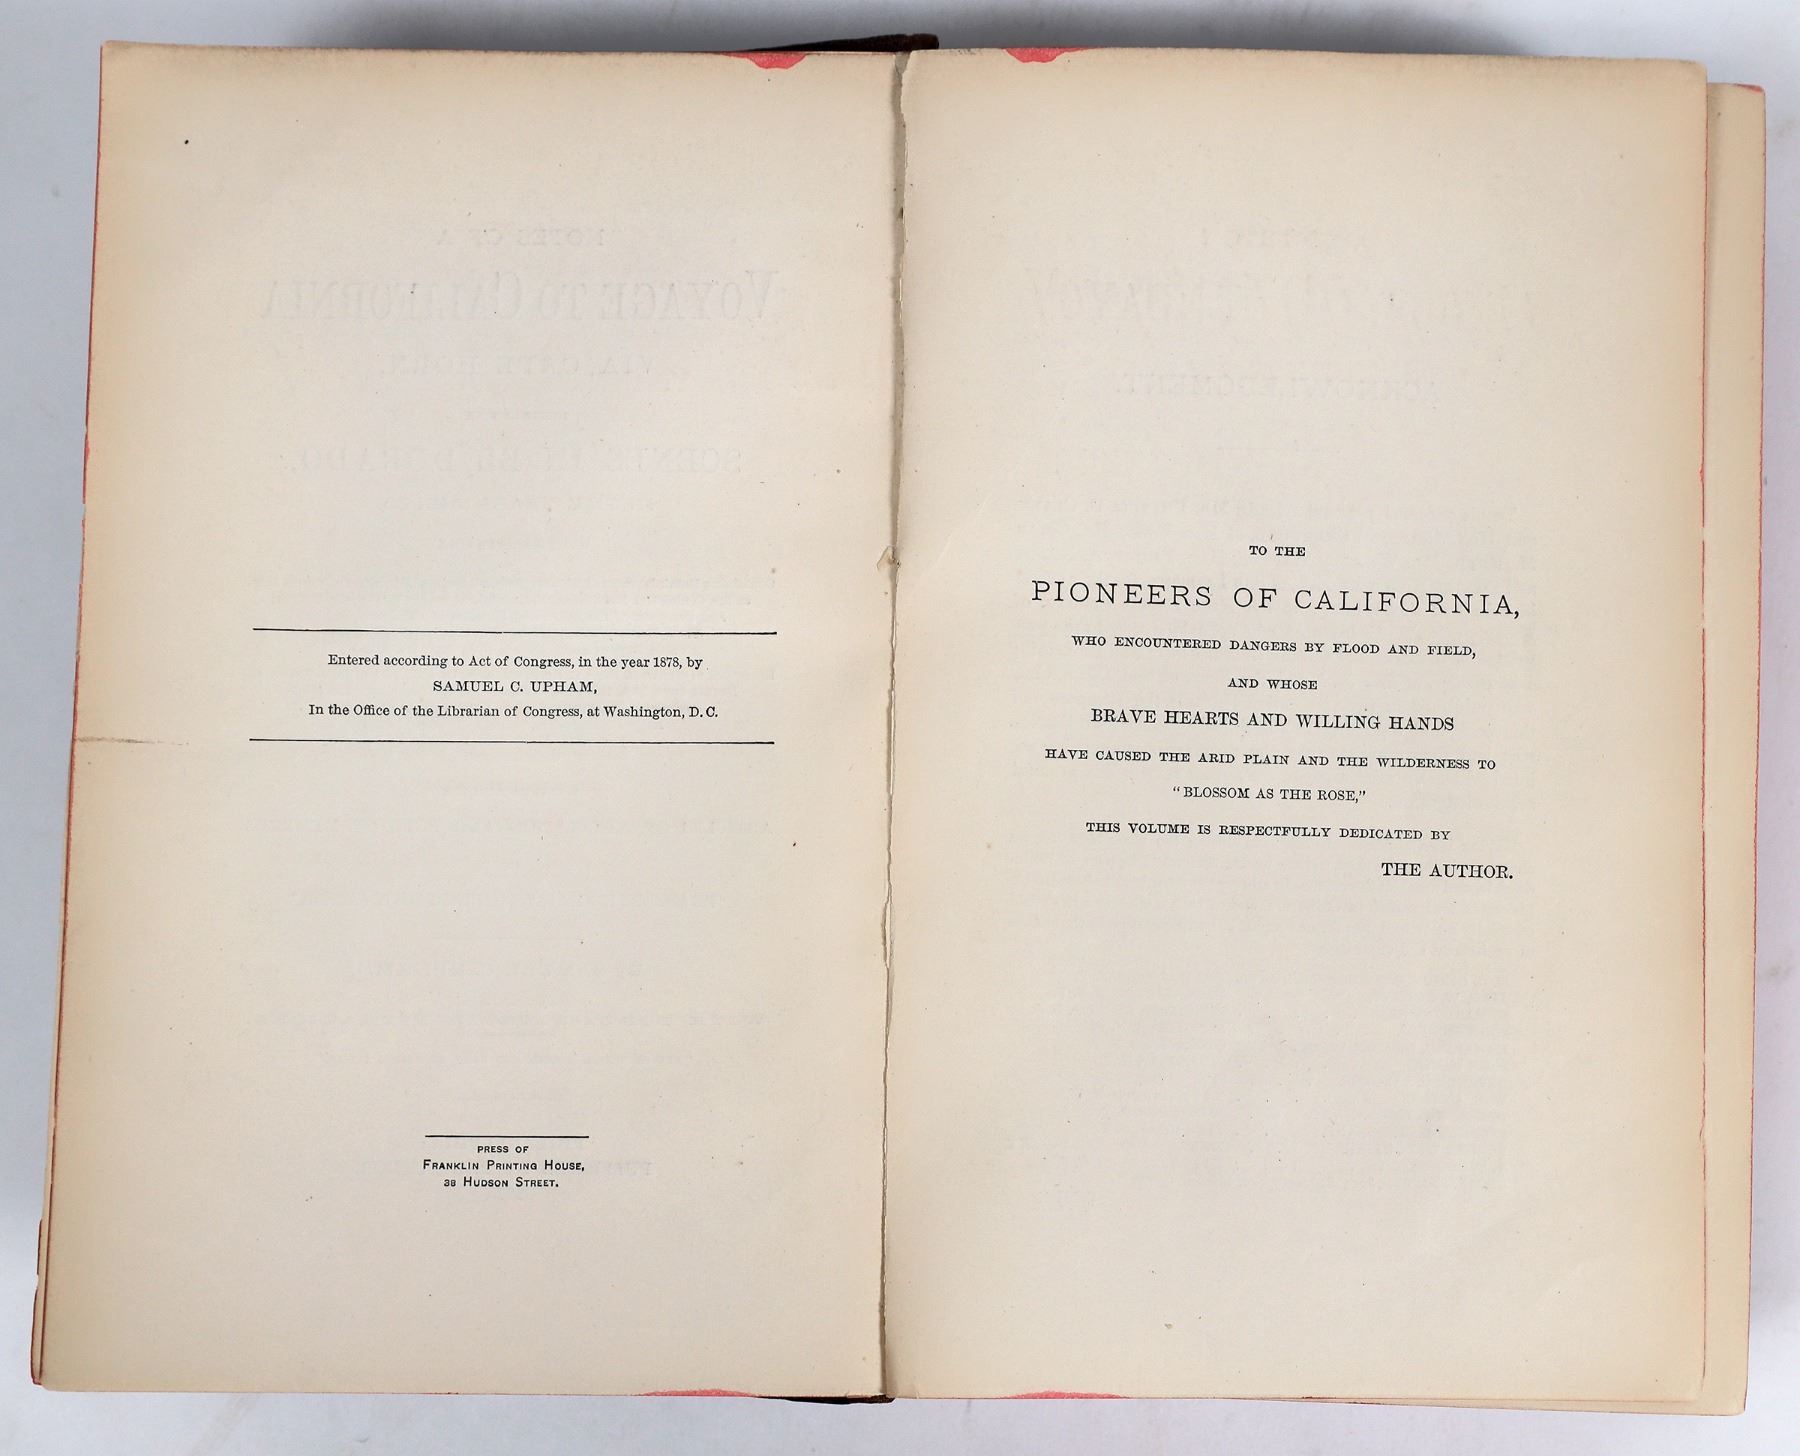 Entered according to Act of Congress, in the year 1878, by
SAMUEL C. UPHAM,
In the Office of the Librarian of Congress, at Washington, D. C.
PRESS OF
FRANKLIN PRINTING HOUSE,
38 HUDSON STREET.
TO THE
PIONEERS OF CALIFORNIA,
WHO ENCOUNTERED DANGERS BY FLOOD AND FIELD,
AND WHOSE
BRAVE HEARTS AND WILLING HANDS
HAVE CAUSED THE ARID PLAIN AND THE WILDERNESS TO
“BLOSSOM AS THE ROSE,”
THIS VOLUME IS RESPECTFULLY DEDICATED BY
THE AUTHOR.